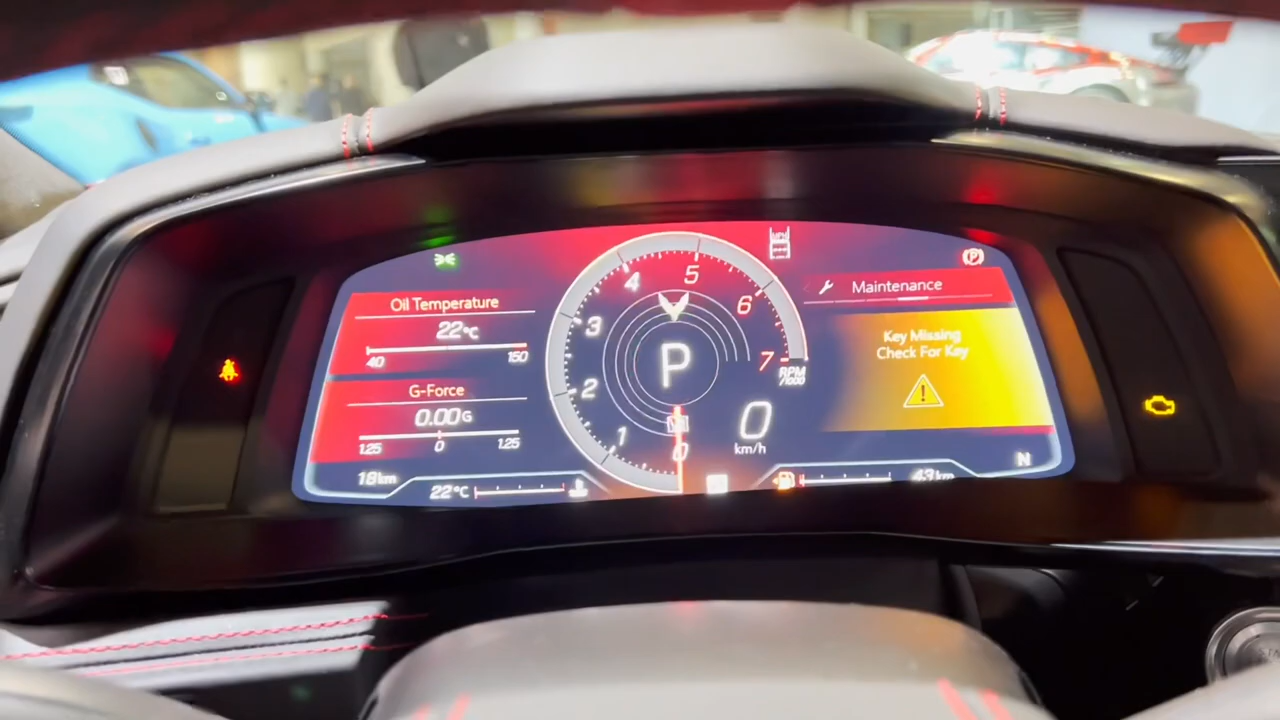 Oil Temperature
22°C
40
150
G-Force
0.00G
1.25
0
1.25
18km
22°C
1
2
3
4
5
6
7
RPM
/1000
P
0
0
km/h
Maintenance
Key Missing
Check For Key
43km
N
(P)